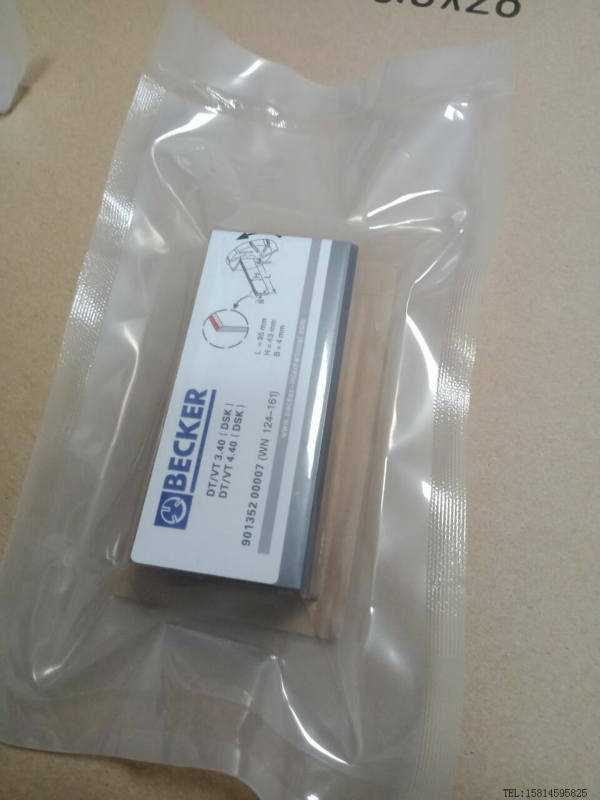 BECKER
DT/VT 3.40 ( DSK )
DT/VT 4.40 ( DSK )
901352 00007 (WN 124-161)
L = 95 mm
H = 43 mm
B = 4 mm
TEL:15814595825